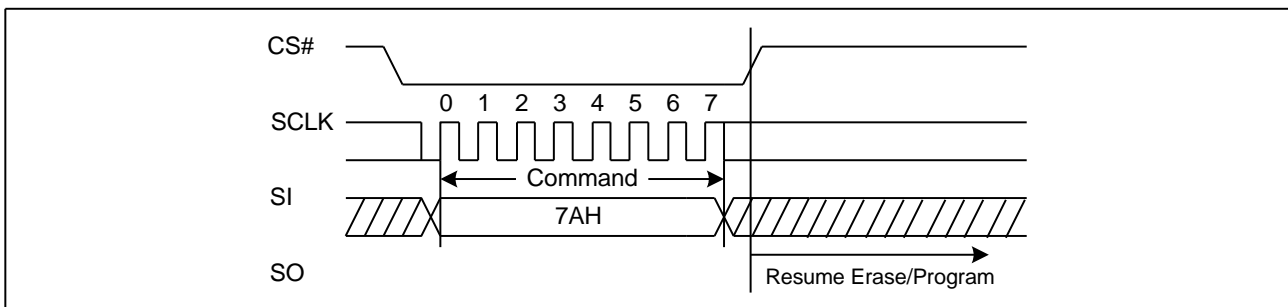 CS#
0 1 2 3 4 5 6 7
SCLK
Command
SI
7AH
SO
Resume Erase/Program